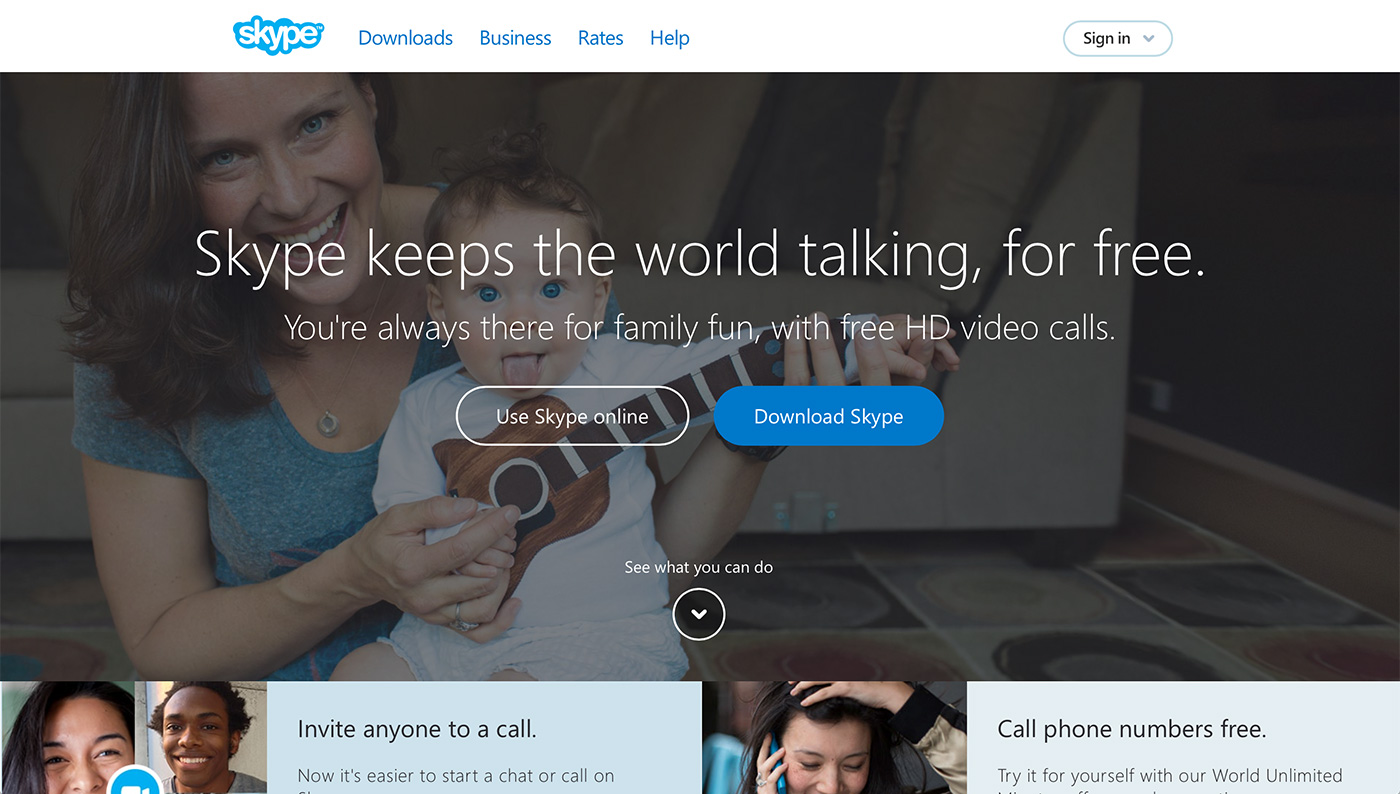 skype™
Downloads
Business
Rates
Help
Sign in
Skype keeps the world talking, for free.
You're always there for family fun, with free HD video calls.
Use Skype online
Download Skype
See what you can do
Invite anyone to a call.
Now it's easier to start a chat or call on
Call phone numbers free.
Try it for yourself with our World Unlimited